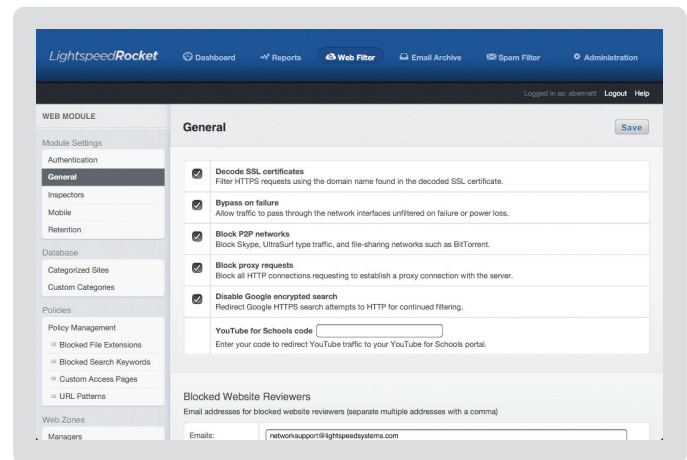 LightspeedRocket
Dashboard
Reports
Web Filter
Email Archive
Spam Filter
Administration
Logged in as: abennett Logout Help
WEB MODULE
Module Settings
Authentication
General
Inspectors
Mobile
Retention
Database
Categorized Sites
Custom Categories
Policies
Policy Management
Blocked File Extensions
Blocked Search Keywords
Custom Access Pages
URL Patterns
Web Zones
Managers
General
Save
Decode SSL certificates
Filter HTTPS requests using the domain name found in the decoded SSL certificate.
Bypass on failure
Allow traffic to pass through the network interfaces unfiltered on failure or power loss.
Block P2P networks
Block Skype, UltraSurf type traffic, and file-sharing networks such as BitTorrent.
Block proxy requests
Block all HTTP connections requesting to establish a proxy connection with the server.
Disable Google encrypted search
Redirect Google HTTPS search attempts to HTTP for continued filtering.
YouTube for Schools code
Enter your code to redirect YouTube traffic to your YouTube for Schools portal.
Blocked Website Reviewers
Email addresses for blocked website reviewers (separate multiple addresses with a comma)
Emails:
networksupport@lightspeedsystems.com